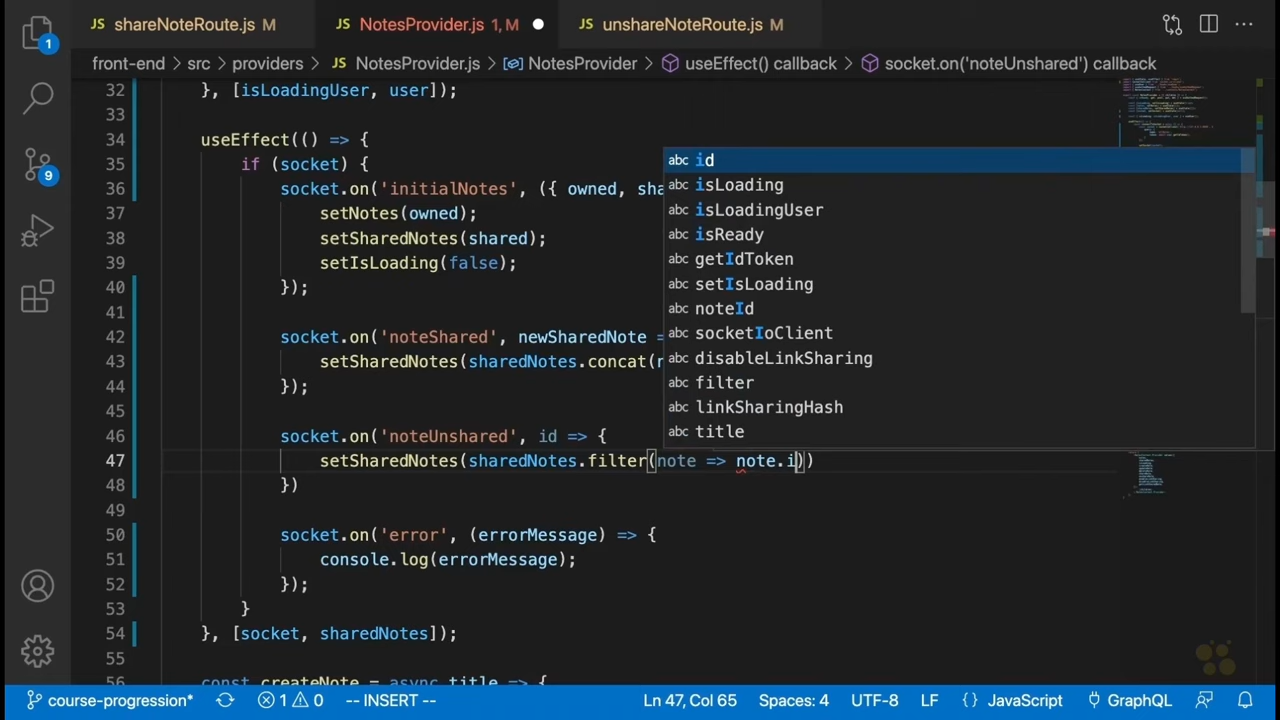 shareNoteRoute.js M
JS NotesProvider.js 1, M
JS unshareNoteRoute.js M
1
9
front-end > src > providers > JS NotesProvider.js > NotesProvider > useEffect() callback > socket.on('noteUnshared') callback
32 }, [isLoadingUser, user]);
33
34 useEffect(() => {
35 if (socket) {
36 socket.on('initialNotes', ({ owned, sha
37 setNotes(owned);
38 setSharedNotes(shared);
39 setIsLoading(false);
40 });
41
42 socket.on('noteShared', newSharedNote =
43 setSharedNotes(sharedNotes.concat(n
44 });
45
46 socket.on('noteUnshared', id => {
47 setSharedNotes(sharedNotes.filter(note => note.i))
48 })
49
50 socket.on('error', (errorMessage) => {
51 console.log(errorMessage);
52 });
53 }
54 }, [socket, sharedNotes]);
55
56 const createNote = async title => {
abc id
abc isLoading
abc isLoadingUser
abc isReady
abc getIdToken
abc setIsLoading
abc noteId
abc socketIoClient
abc disableLinkSharing
abc filter
abc linkSharingHash
abc title
course-progression* 1 0 -- INSERT -- Ln 47, Col 65 Spaces: 4 UTF-8 LF {} JavaScript GraphQL